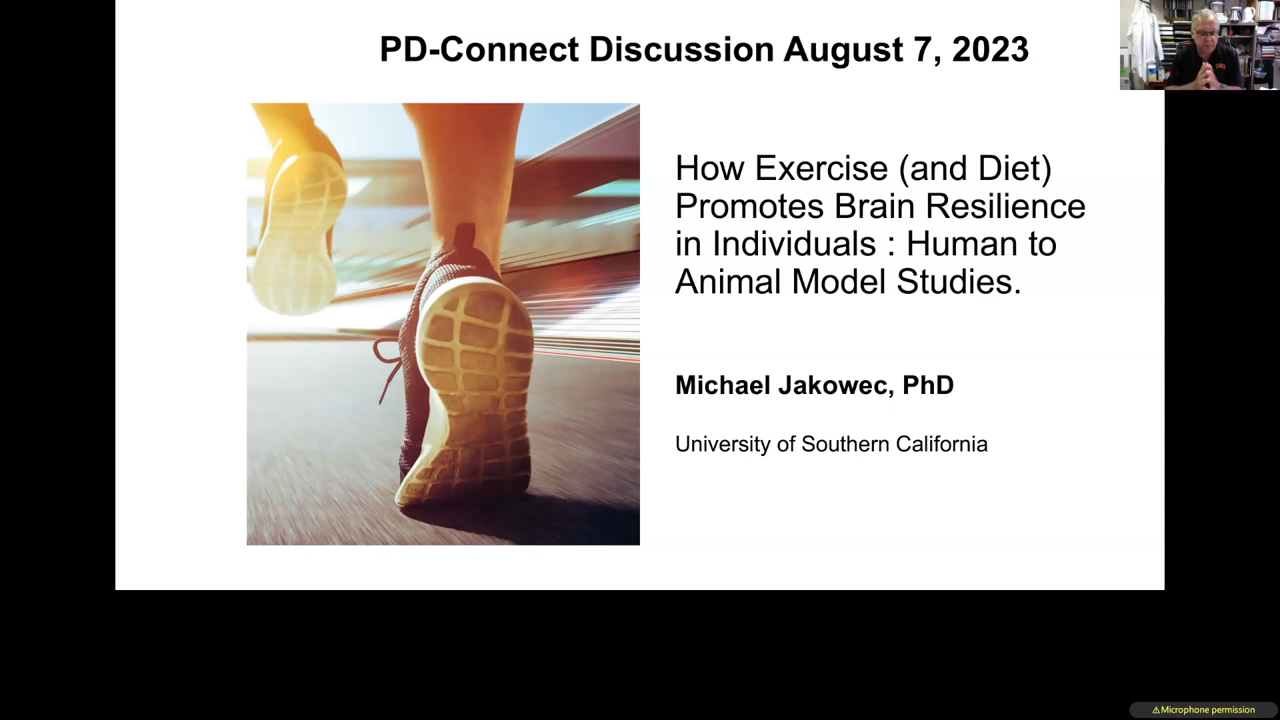 PD-Connect Discussion August 7, 2023
How Exercise (and Diet)
Promotes Brain Resilience
in Individuals : Human to
Animal Model Studies.
Michael Jakowec, PhD
University of Southern California
⚠Microphone permission